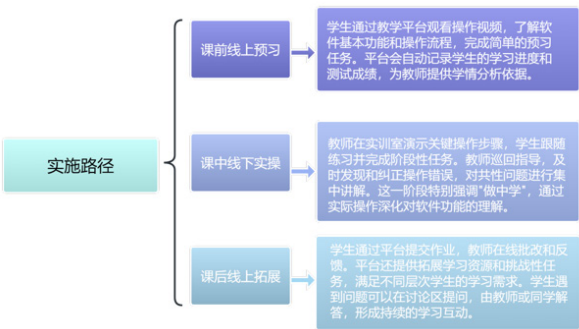 实施路径
课前线上预习
学生通过教学平台观看操作视频，了解软
件基本功能和操作流程，完成简单的预习
任务。平台会自动记录学生的学习进度和
测试成绩，为教师提供学情分析依据。
课中线下实操
教师在实训室演示关键操作步骤，学生跟随
练习并完成阶段性任务。教师巡回指导，及
时发现和纠正操作错误，对共性问题进行集
中讲解。这一阶段特别强调“做中学”，通过
实际操作深化对软件功能的理解。
课后线上拓展
学生通过平台提交作业，教师在线批改和反
馈。平台还提供拓展学习资源和挑战性任
务，满足不同层次学生的学习需求。学生遇
到问题可以在讨论区提问，由教师或同学解
答，形成持续的学习互动。